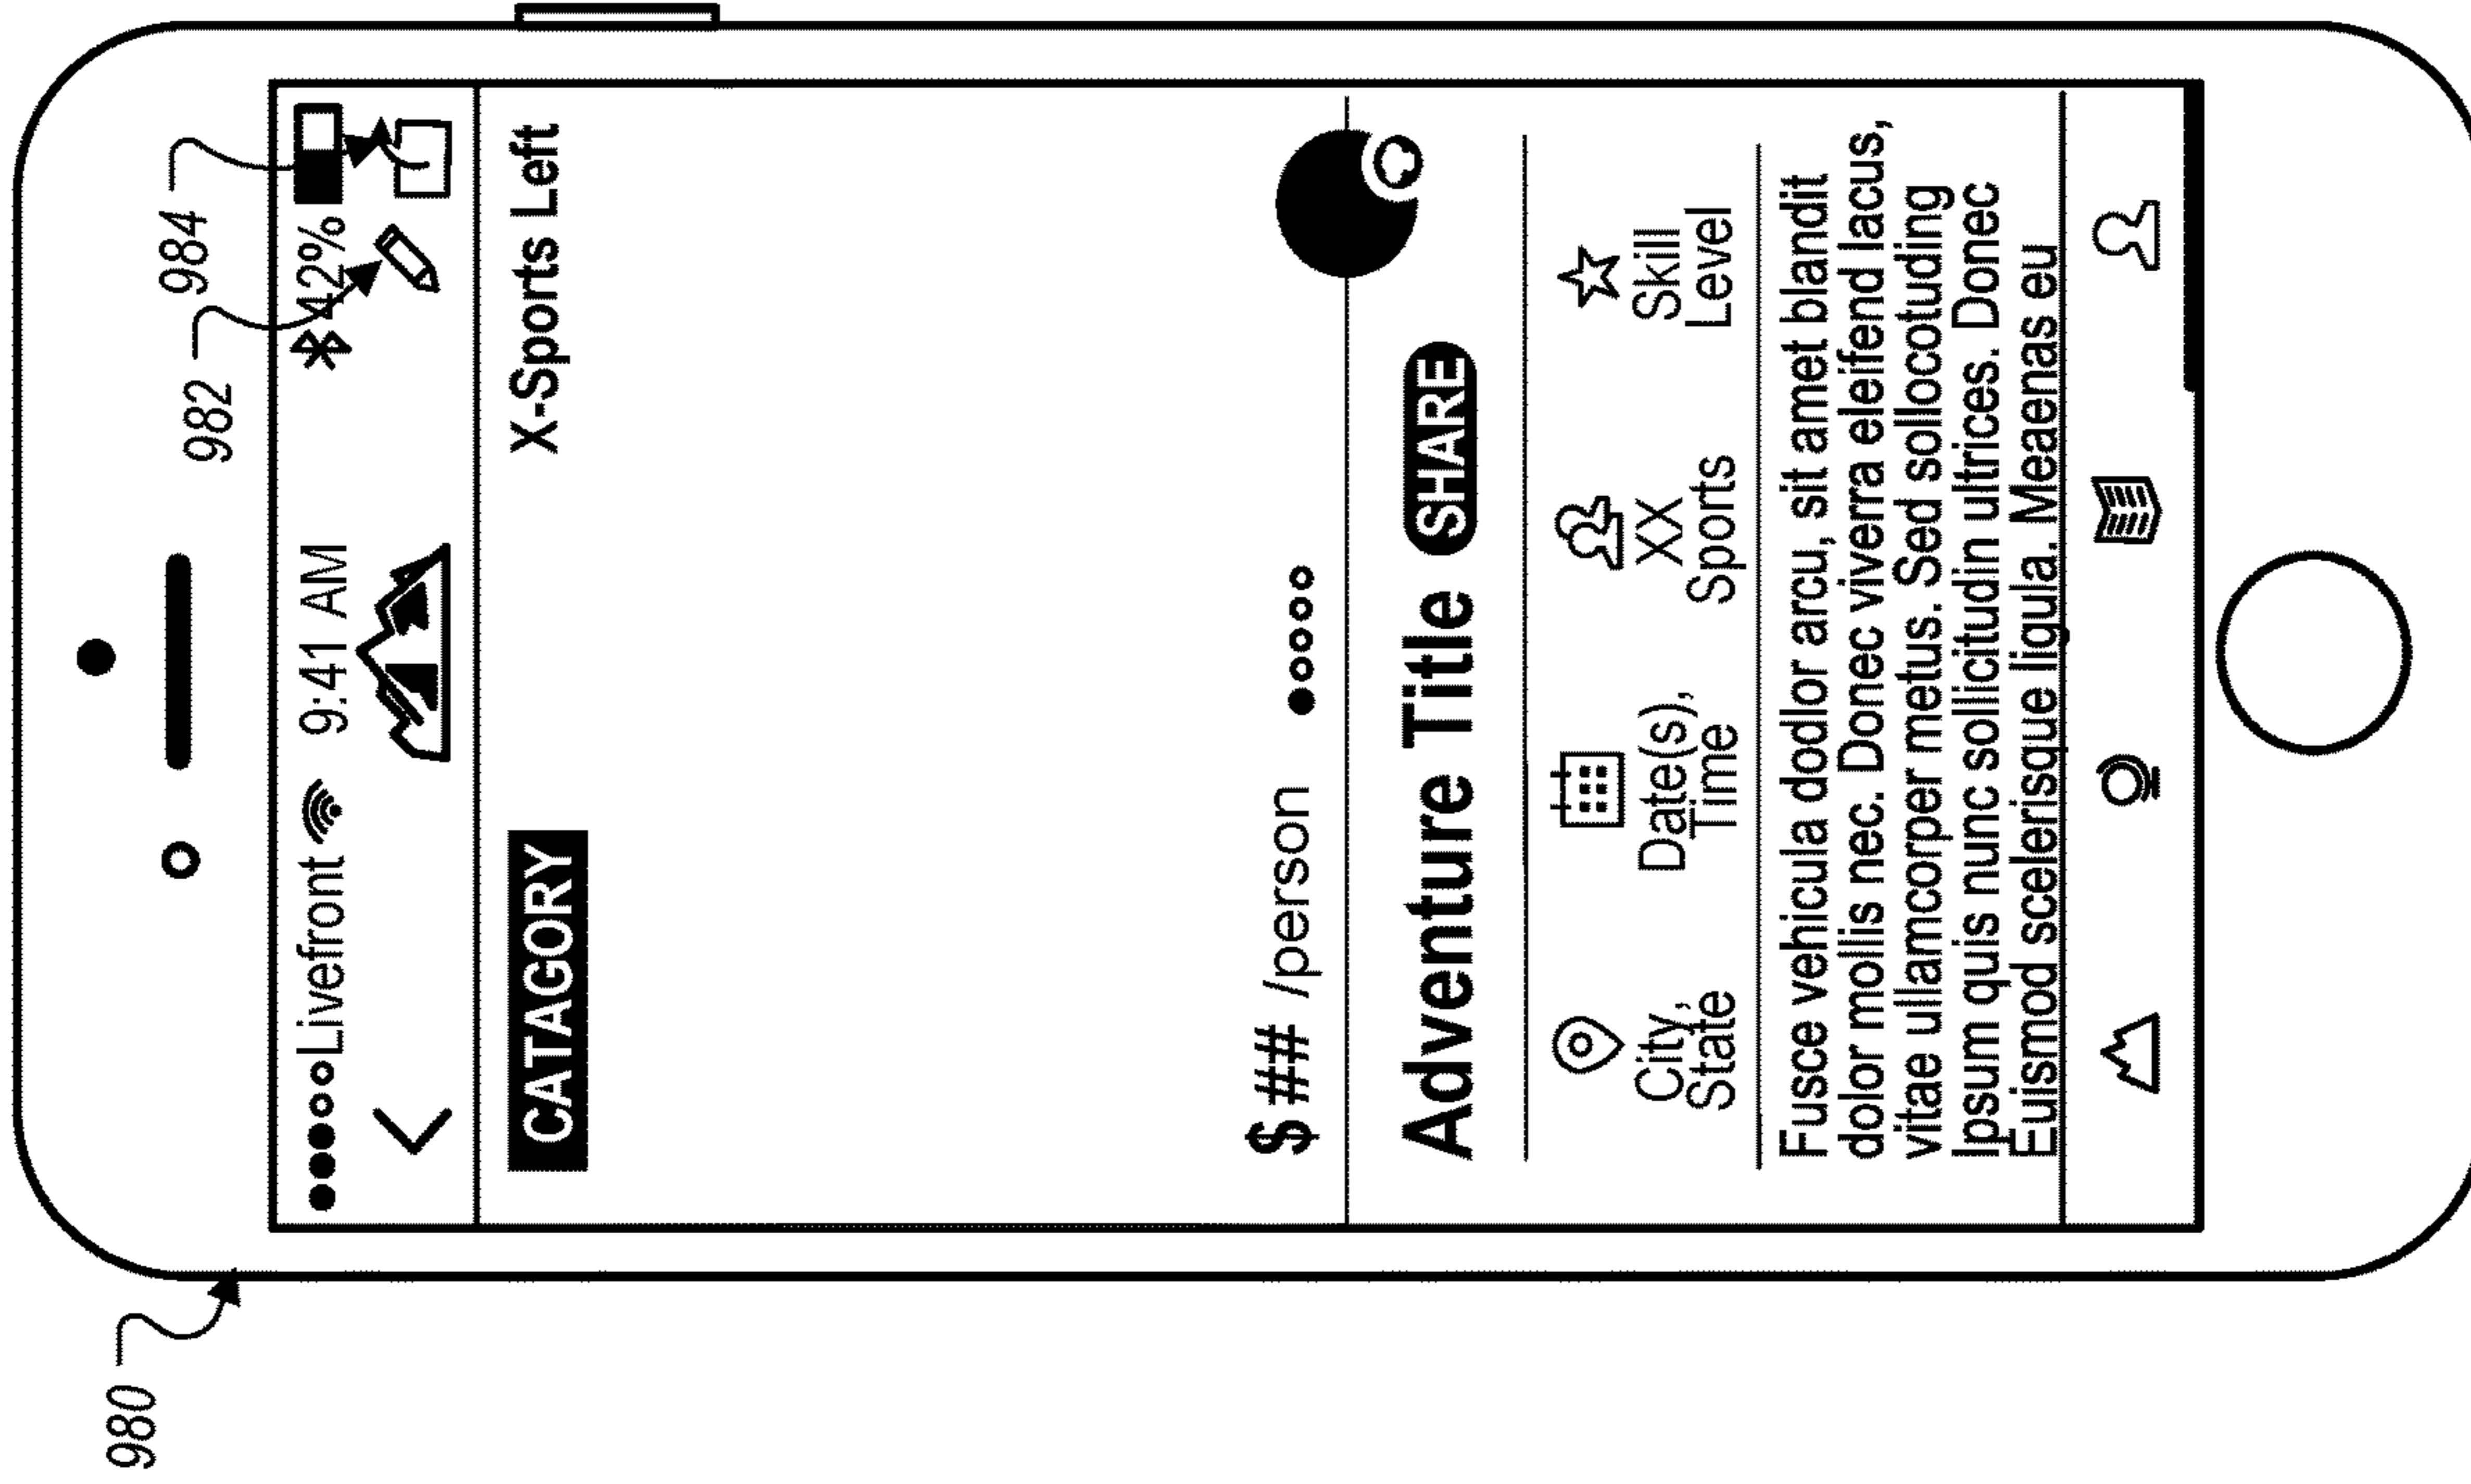 980
982
984
Livefront 9:41 AM 42%
CATAGORY X-Sports Left
$ ## /person
Adventure Title SHARE
City, State
Date(s), Time
XX Sports
Skill Level
Fusce vehicula dodlor arcu, sit amet blandit
dolor mollis nec. Donec viverra eleifend lacus,
vitae ullamcorper metus. Sed sollocotuding
Ipsum quis nunc sollicitudin ultrices. Donec
Euismod scelerisque ligula. Meaenas eu